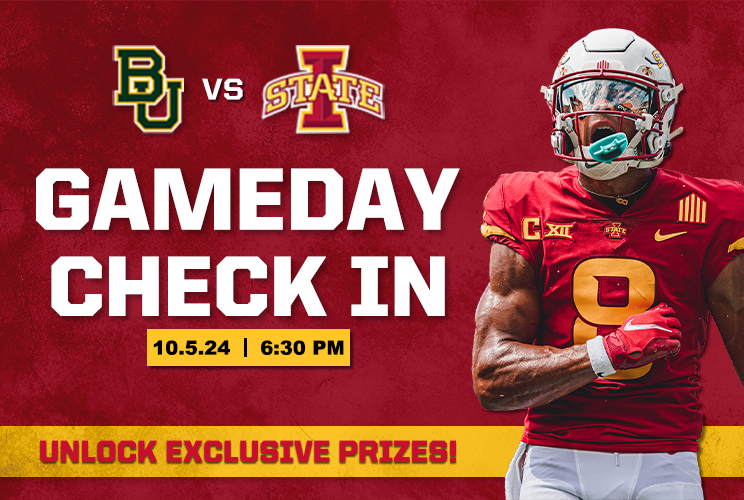 BU VS I STATE
GAMEDAY
CHECK IN
10.5.24 | 6:30 PM
UNLOCK EXCLUSIVE PRIZES!
C XII
I STATE
8